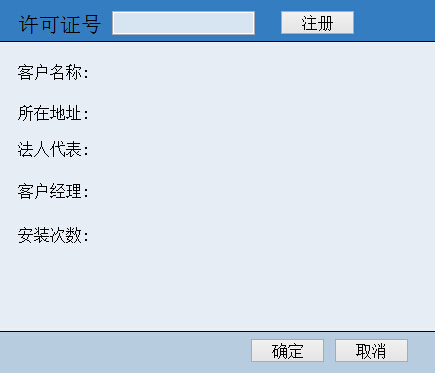 许可证号 注册
客户名称:
所在地址:
法人代表:
客户经理:
安装次数:
确定 取消